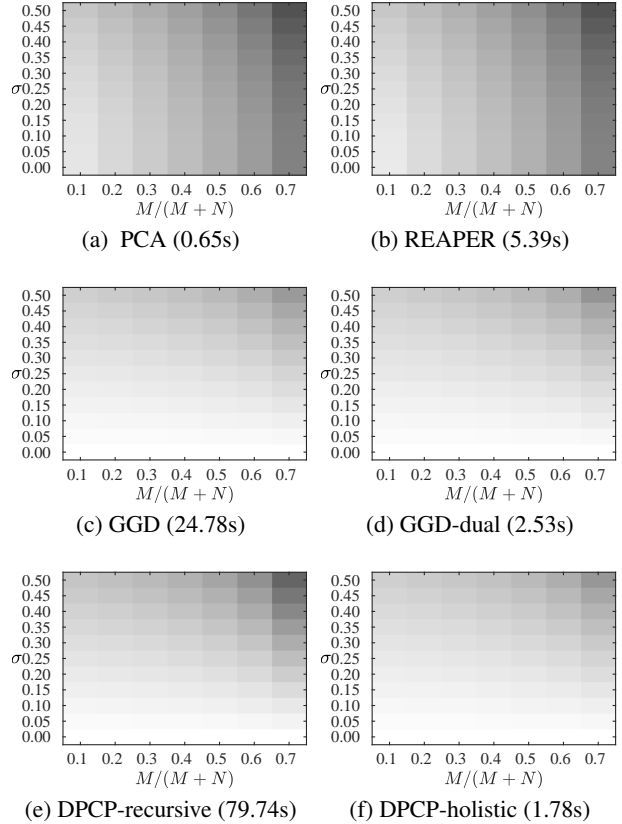 0.50
0.45
0.40
0.35
0.30
σ0.25
0.20
0.15
0.10
0.05
0.00
0.1 0.2 0.3 0.4 0.5 0.6 0.7
M/(M + N)
(a) PCA (0.65s)
0.50
0.45
0.40
0.35
0.30
σ0.25
0.20
0.15
0.10
0.05
0.00
0.1 0.2 0.3 0.4 0.5 0.6 0.7
M/(M + N)
(b) REAPER (5.39s)
0.50
0.45
0.40
0.35
0.30
σ0.25
0.20
0.15
0.10
0.05
0.00
0.1 0.2 0.3 0.4 0.5 0.6 0.7
M/(M + N)
(c) GGD (24.78s)
0.50
0.45
0.40
0.35
0.30
σ0.25
0.20
0.15
0.10
0.05
0.00
0.1 0.2 0.3 0.4 0.5 0.6 0.7
M/(M + N)
(d) GGD-dual (2.53s)
0.50
0.45
0.40
0.35
0.30
σ0.25
0.20
0.15
0.10
0.05
0.00
0.1 0.2 0.3 0.4 0.5 0.6 0.7
M/(M + N)
(e) DPCP-recursive (79.74s)
0.50
0.45
0.40
0.35
0.30
σ0.25
0.20
0.15
0.10
0.05
0.00
0.1 0.2 0.3 0.4 0.5 0.6 0.7
M/(M + N)
(f) DPCP-holistic (1.78s)